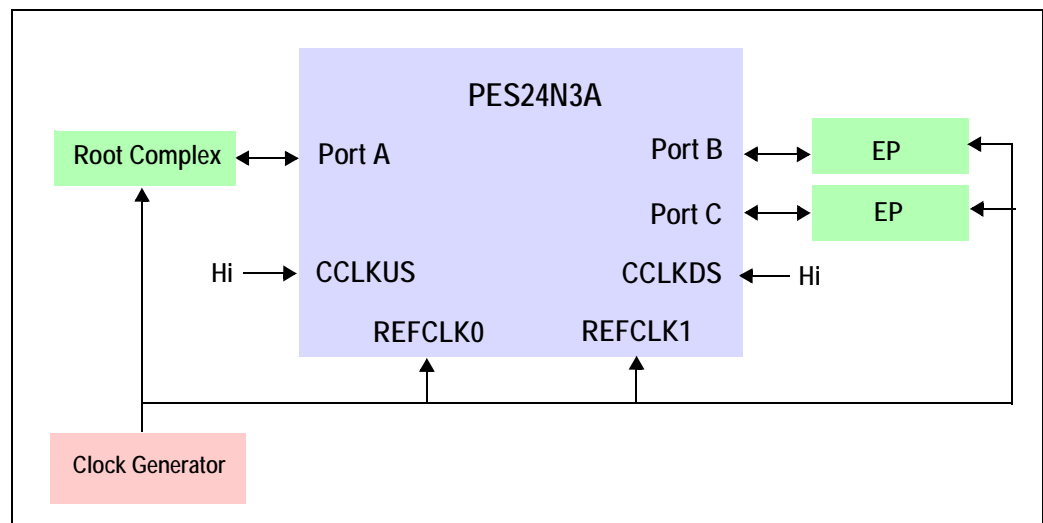 PES24N3A
Root Complex
Port A
Port B
EP
Port C
EP
Hi
CCLKUS
CCLKDS
Hi
REFCLK0
REFCLK1
Clock Generator